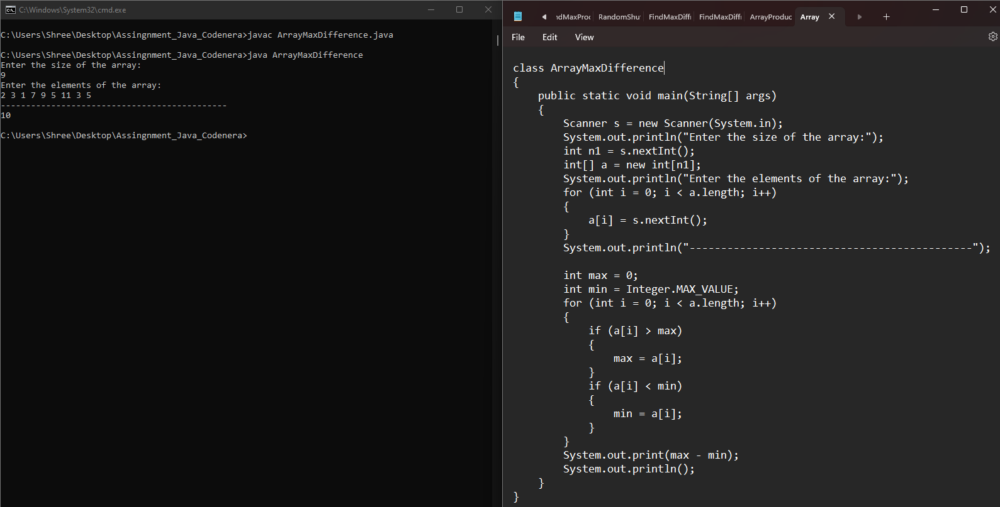 C:\Windows\System32\cmd.exe
C:\Users\Shree\Desktop\Assingnment_Java_Codenera>javac ArrayMaxDifference.java
C:\Users\Shree\Desktop\Assingnment_Java_Codenera>java ArrayMaxDifference
Enter the size of the array:
9
Enter the elements of the array:
2 3 1 7 9 5 11 3 5
---------------------------------------------
10
C:\Users\Shree\Desktop\Assingnment_Java_Codenera>
ndMaxProd RandomShu FindMaxDiff FindMaxDiff ArrayProduc Array
File Edit View
class ArrayMaxDifference
{
    public static void main(String[] args)
    {
        Scanner s = new Scanner(System.in);
        System.out.println("Enter the size of the array:");
        int n1 = s.nextInt();
        int[] a = new int[n1];
        System.out.println("Enter the elements of the array:");
        for (int i = 0; i < a.length; i++)
        {
            a[i] = s.nextInt();
        }
        System.out.println("---------------------------------------------");
        int max = 0;
        int min = Integer.MAX_VALUE;
        for (int i = 0; i < a.length; i++)
        {
            if (a[i] > max)
            {
                max = a[i];
            }
            if (a[i] < min)
            {
                min = a[i];
            }
        }
        System.out.print(max - min);
        System.out.println();
    }
}